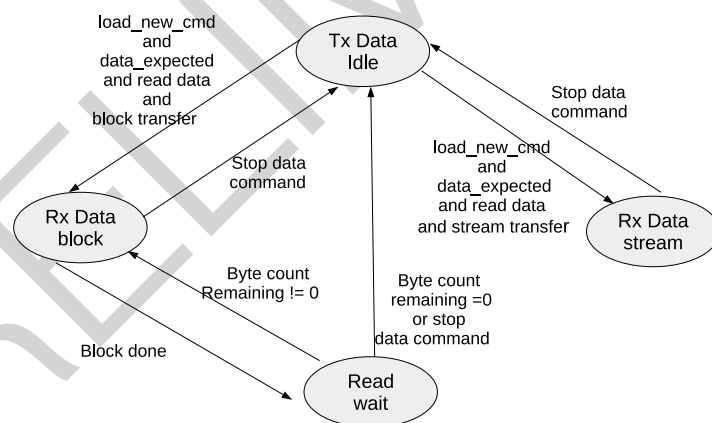 load_new_cmd
and
data_expected
and read data
and
block transfer
Tx Data
Idle
Stop data
command
Stop data
command
load_new_cmd
and
data_expected
and read data
and stream transfer
Rx Data
block
Rx Data
stream
Byte count
Remaining != 0
Byte count
remaining =0
or stop
data command
Block done
Read
wait